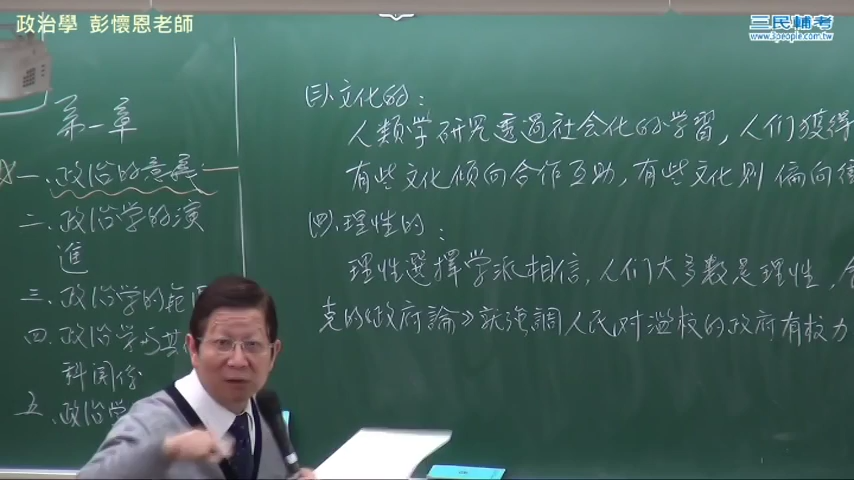 政治學 彭懷恩老師
三民輔考
www.3people.com.tw
第一章
一、政治的意義
二、政治学的演
進
三、政治学的範
四、政治学与其
科関係
五、政治学
(三)、文化的：
人類学研究透過社会化的学習，人们獲得
有些文化傾向合作互助，有些文化則偏向
(四)、理性的：
理性選擇学派相信，人们大多数是理性，
克的《政府論》就強調人民对濫权的政府有权力